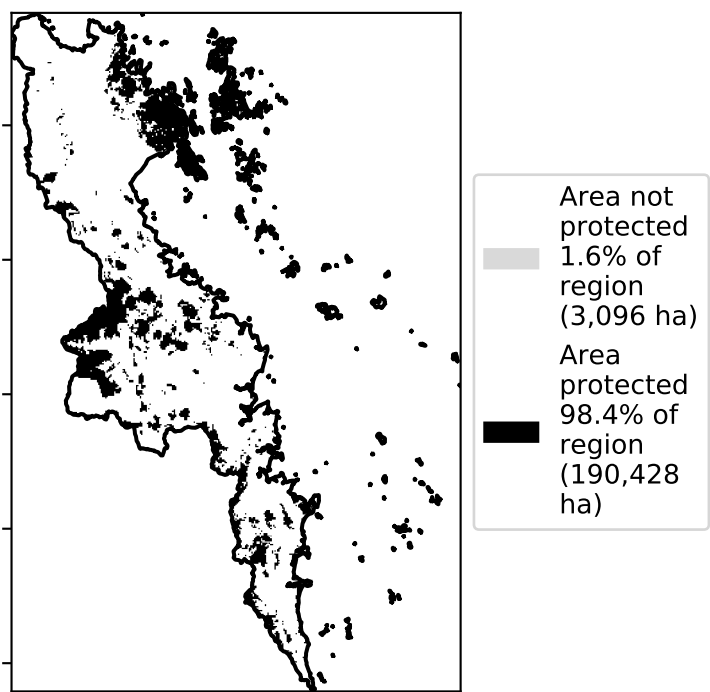 Area not
protected
1.6% of
region
(3,096 ha)
Area
protected
98.4% of
region
(190,428
ha)